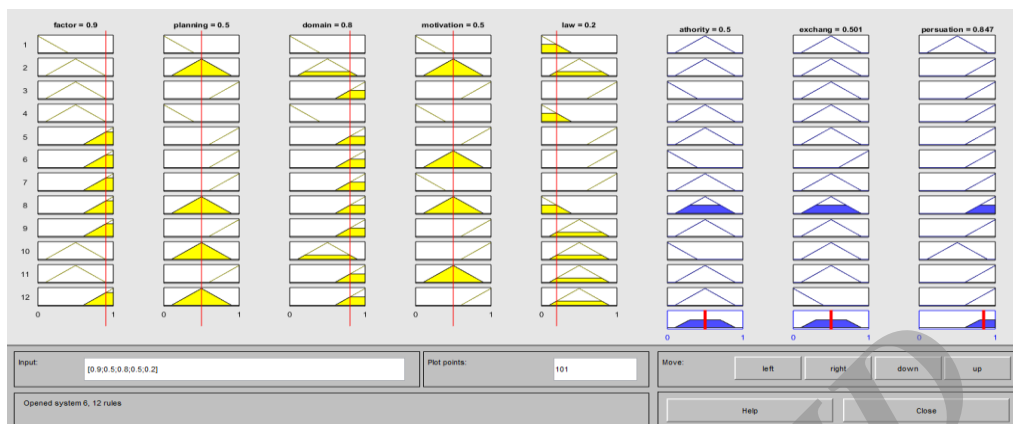 factor = 0.9 planning = 0.5 domain = 0.8 motivation = 0.5 law = 0.2 athority = 0.5 exchang = 0.501 persuation = 0.847
1
2
3
4
5
6
7
8
9
10
11
12
0 1 0 1 0 1 0 1 0 1
0 1 0 1 0 1
Input: [0.9;0.5;0.8;0.5;0.2] Plot points: 101 Move: left right down up
Opened system 6, 12 rules Help Close